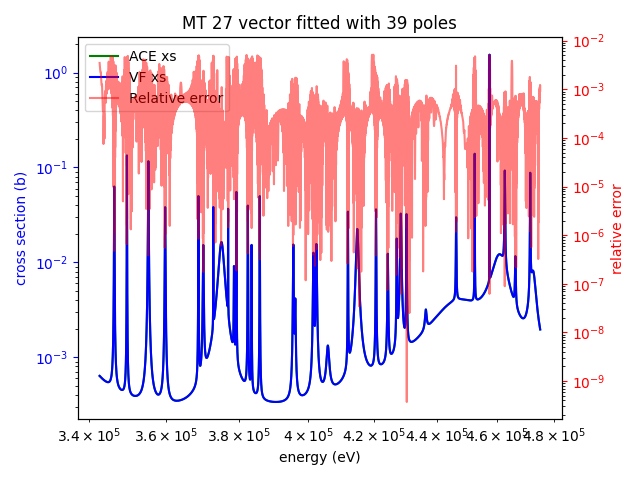 MT 27 vector fitted with 39 poles
ACE xs
VF xs
Relative error
cross section (b)
10⁰
10⁻¹
10⁻²
10⁻³
relative error
10⁻²
10⁻³
10⁻⁴
10⁻⁵
10⁻⁶
10⁻⁷
10⁻⁸
10⁻⁹
3.4 × 10⁵ 3.6 × 10⁵ 3.8 × 10⁵ 4 × 10⁵ 4.2 × 10⁵ 4.4 × 10⁵ 4.6 × 10⁵ 4.8 × 10⁵
energy (eV)